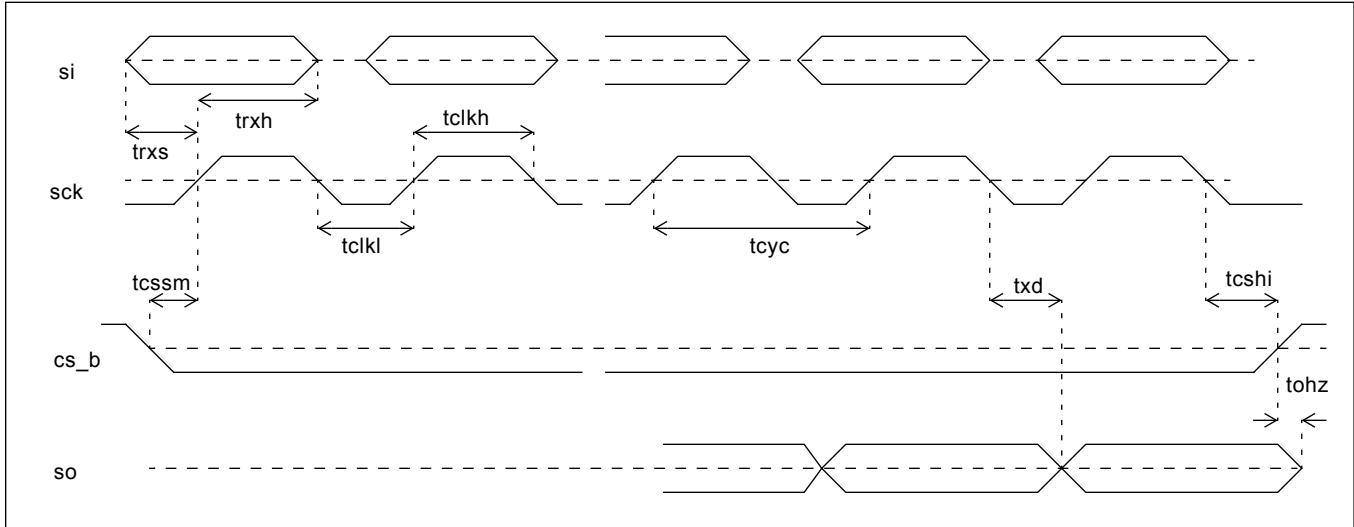 si
trxh
tclkh
trxs
sck
tclkl
tcyc
tcssm
txd
tcshi
cs_b
tohz
so